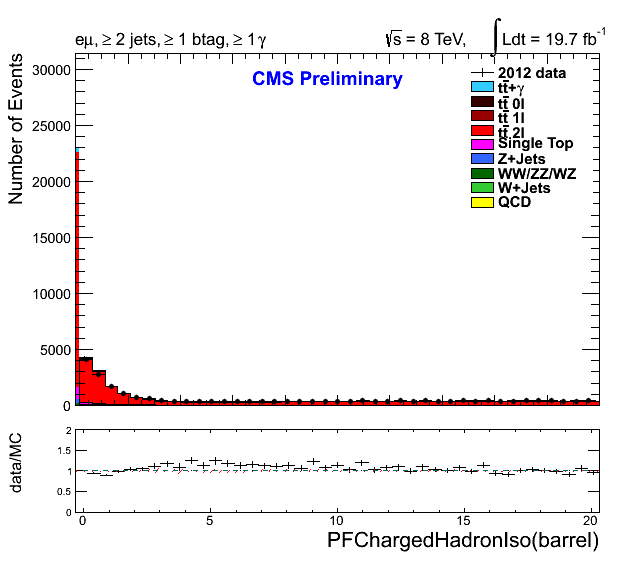 eμ, ≥ 2 jets, ≥ 1 btag, ≥ 1 γ
√s = 8 TeV, ∫ Ldt = 19.7 fb⁻¹
CMS Preliminary
Number of Events
30000
25000
20000
15000
10000
5000
0
2012 data
tt̄+γ
tt̄ 0l
tt̄ 1l
tt̄ 2l
Single Top
Z+Jets
WW/ZZ/WZ
W+Jets
QCD
data/MC
2
1.5
1
0.5
0
0 5 10 15 20
PFChargedHadronIso(barrel)